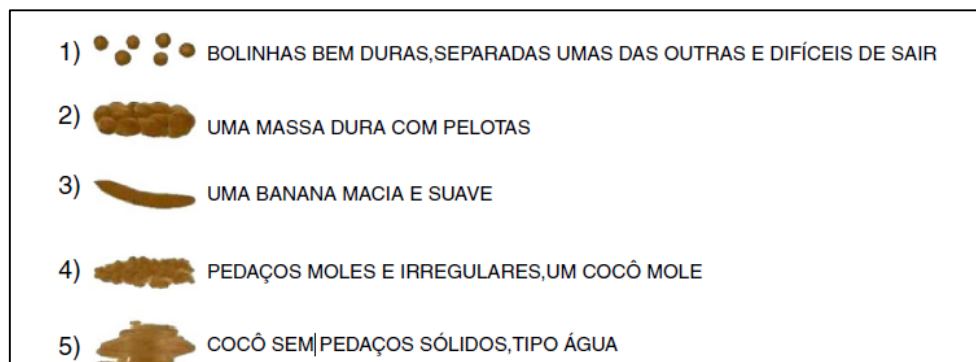 1) BOLINHAS BEM DURAS,SEPARADAS UMAS DAS OUTRAS E DIFÍCEIS DE SAIR
2) UMA MASSA DURA COM PELOTAS
3) UMA BANANA MACIA E SUAVE
4) PEDAÇOS MOLES E IRREGULARES,UM COCÔ MOLE
5) COCÔ SEM PEDAÇOS SÓLIDOS,TIPO ÁGUA